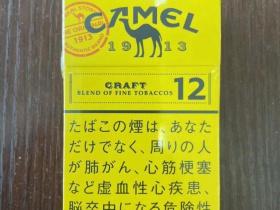 CAMEL
1913
1913
CRAFT
BLEND OF FINE TOBACCOS
12
たばこの煙は、あなた
だけでなく、周りの人
が肺がん、心筋梗塞
など虚血性心疾患、
脳卒中になる危険性